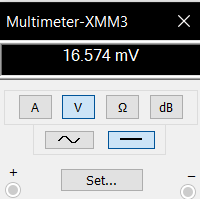 Multimeter-XMM3 ×
16.574 mV
A V Ω dB
+ −
Set...